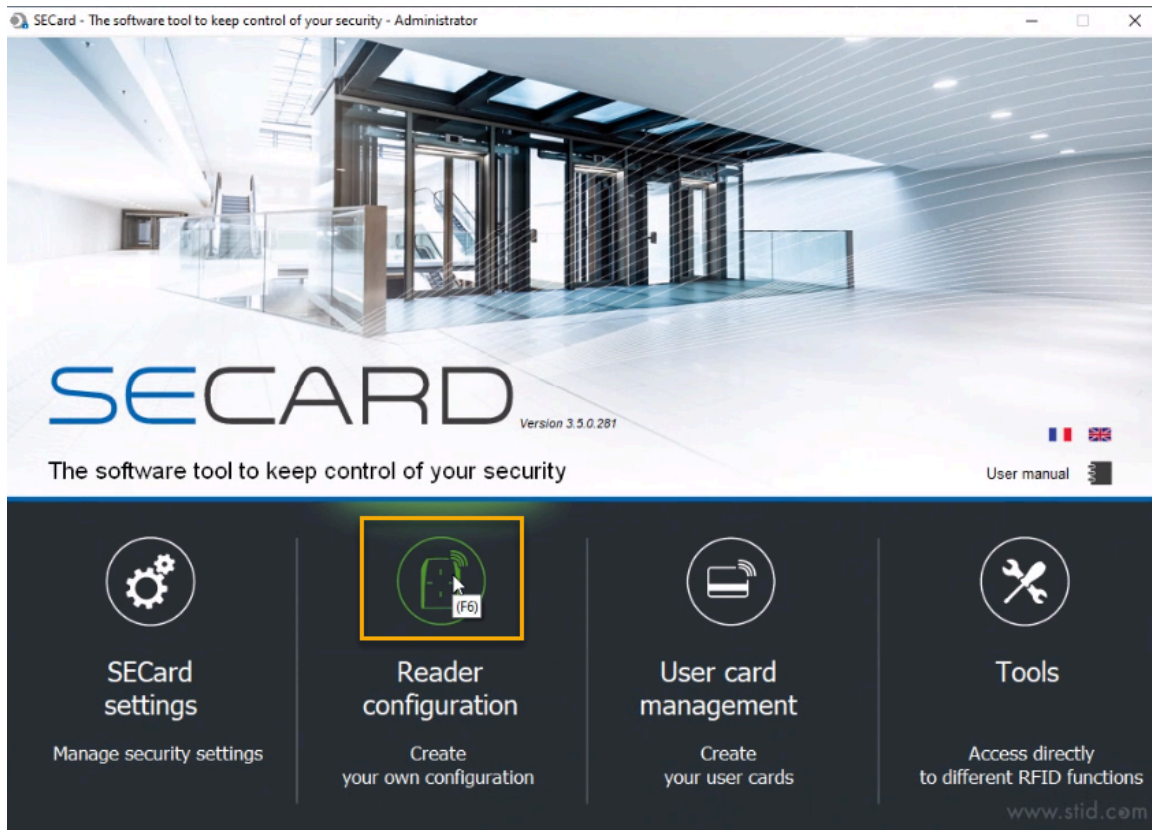 SECard - The software tool to keep control of your security - Administrator
SECARD
Version 3.5.0.281
The software tool to keep control of your security
User manual
(F6)
SECard
settings
Manage security settings
Reader
configuration
Create
your own configuration
User card
management
Create
your user cards
Tools
Access directly
to different RFID functions
www.stid.com